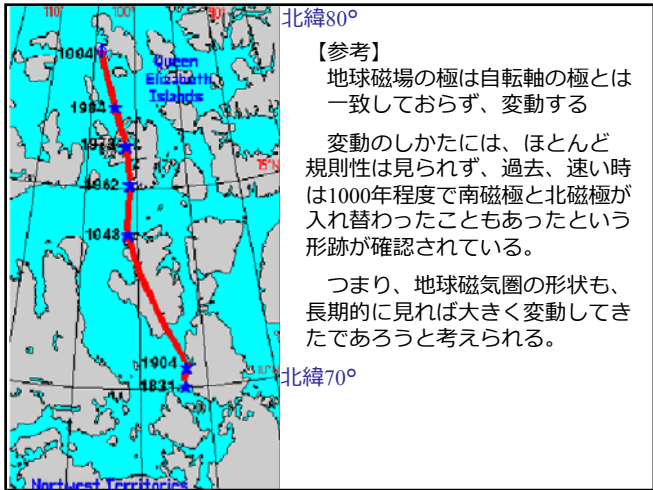 110°
100°
90°
北緯80°
1994
Queen
Elizabeth
Islands
1984
1973
75°N
1962
1948
1904
1831
70°N
Northwest Territories
北緯70°
【参考】
地球磁場の極は自転軸の極とは
一致しておらず、変動する
変動のしかたには、ほとんど
規則性は見られず、過去、速い時
は1000年程度で南磁極と北磁極が
入れ替わったこともあったという
形跡が確認されている。
つまり、地球磁気圏の形状も、
長期的に見れば大きく変動してき
たであろうと考えられる。